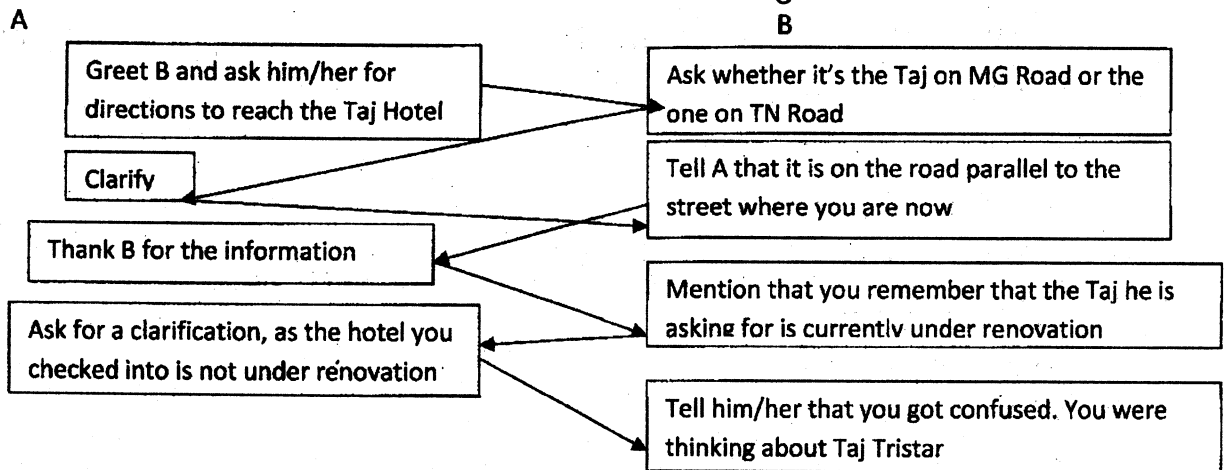 A
B
Greet B and ask him/her for
directions to reach the Taj Hotel
Ask whether it's the Taj on MG Road or the
one on TN Road
Clarify
Tell A that it is on the road parallel to the
street where you are now
Thank B for the information
Mention that you remember that the Taj he is
asking for is currently under renovation
Ask for a clarification, as the hotel you
checked into is not under renovation
Tell him/her that you got confused. You were
thinking about Taj Tristar